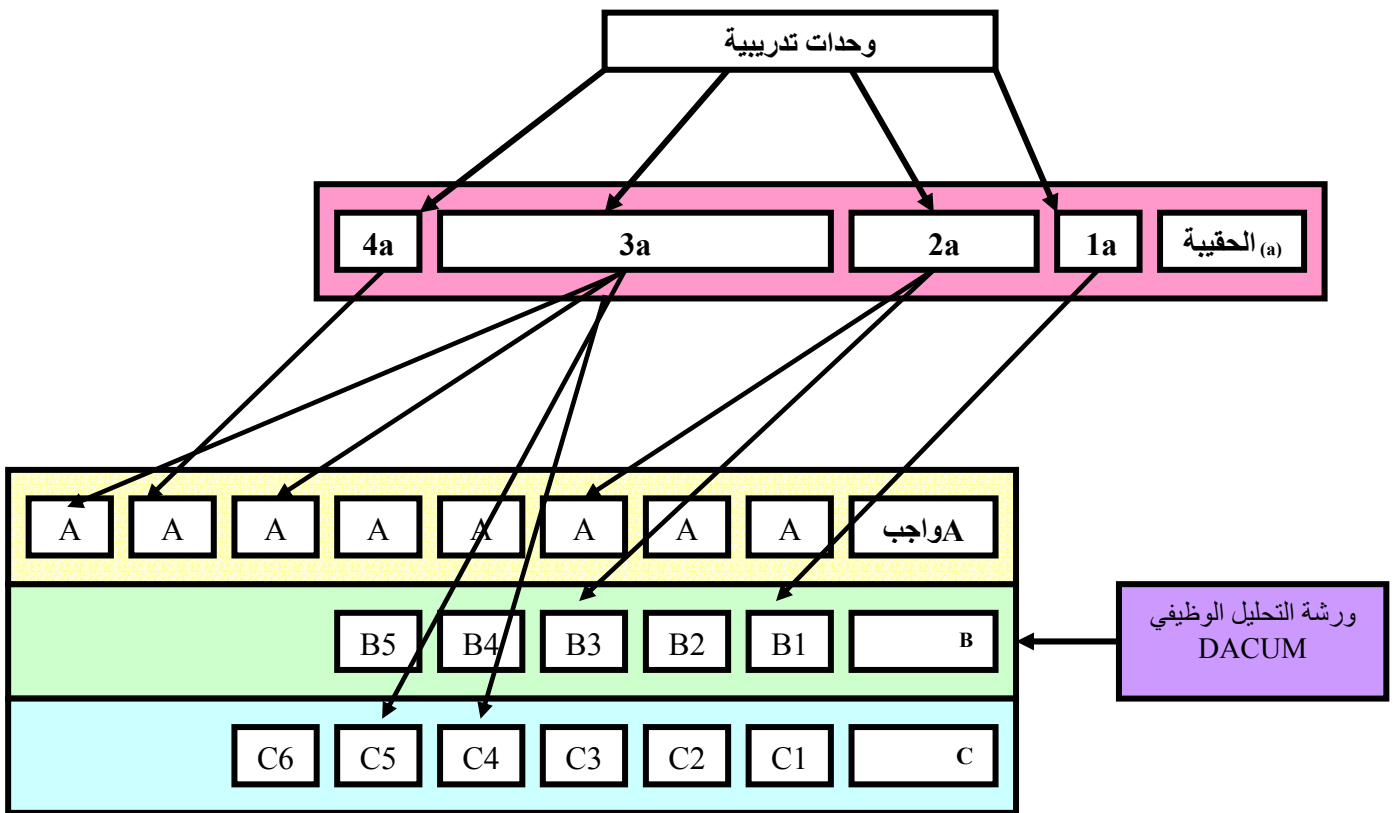 وحدات تدريبية
الحقيبة (a)
1a
2a
3a
4a
واجبA
A
A
A
A
A
A
A
A
B
B1
B2
B3
B4
B5
ورشة التحليل الوظيفي
DACUM
C
C1
C2
C3
C4
C5
C6